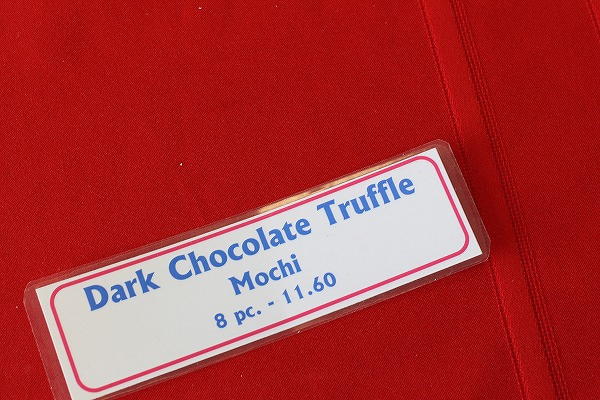 Dark Chocolate Truffle
Mochi
8 pc. - 11.60